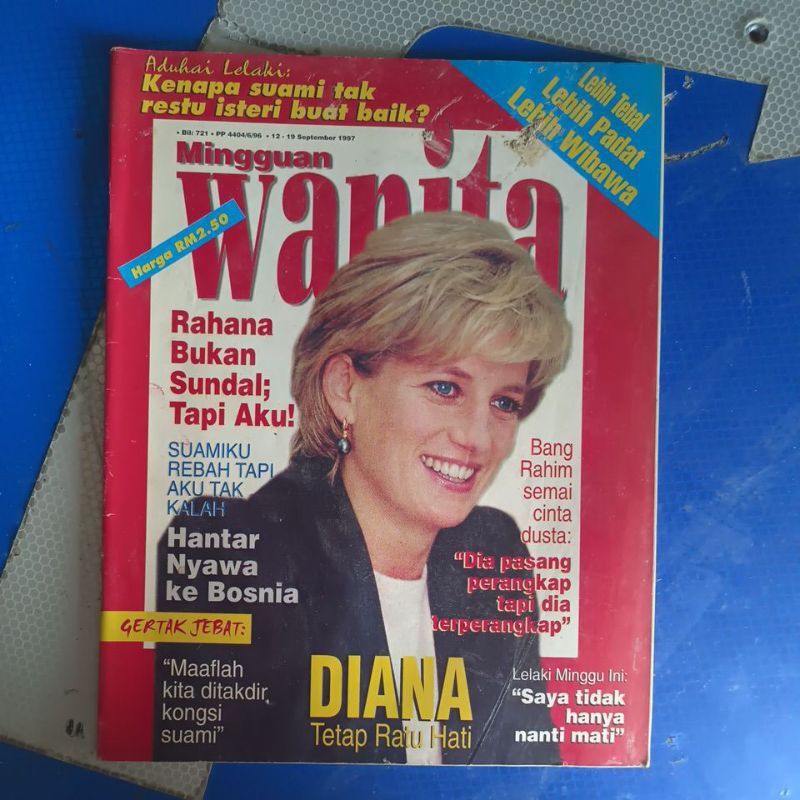 Aduhai Lelaki:
Kenapa suami tak
restu isteri buat baik?
Lebih Tebal
Lebih Padat
Lebih Wibawa
• Bil: 721 • PP 4404/6/96 • 12 - 19 September 1997
Mingguan
wanita
Harga RM2.50
Rahana
Bukan
Sundal;
Tapi Aku!
SUAMIKU
REBAH TAPI
AKU TAK
KALAH
Hantar
Nyawa
ke Bosnia
Bang
Rahim
semai
cinta
dusta:
"Dia pasang
perangkap
tapi dia
terperangkap"
GERTAK JEBAT:
"Maaflah
kita ditakdir
kongsi
suami"
DIANA
Tetap Ratu Hati
Lelaki Minggu Ini:
"Saya tidak
hanya
nanti mati"